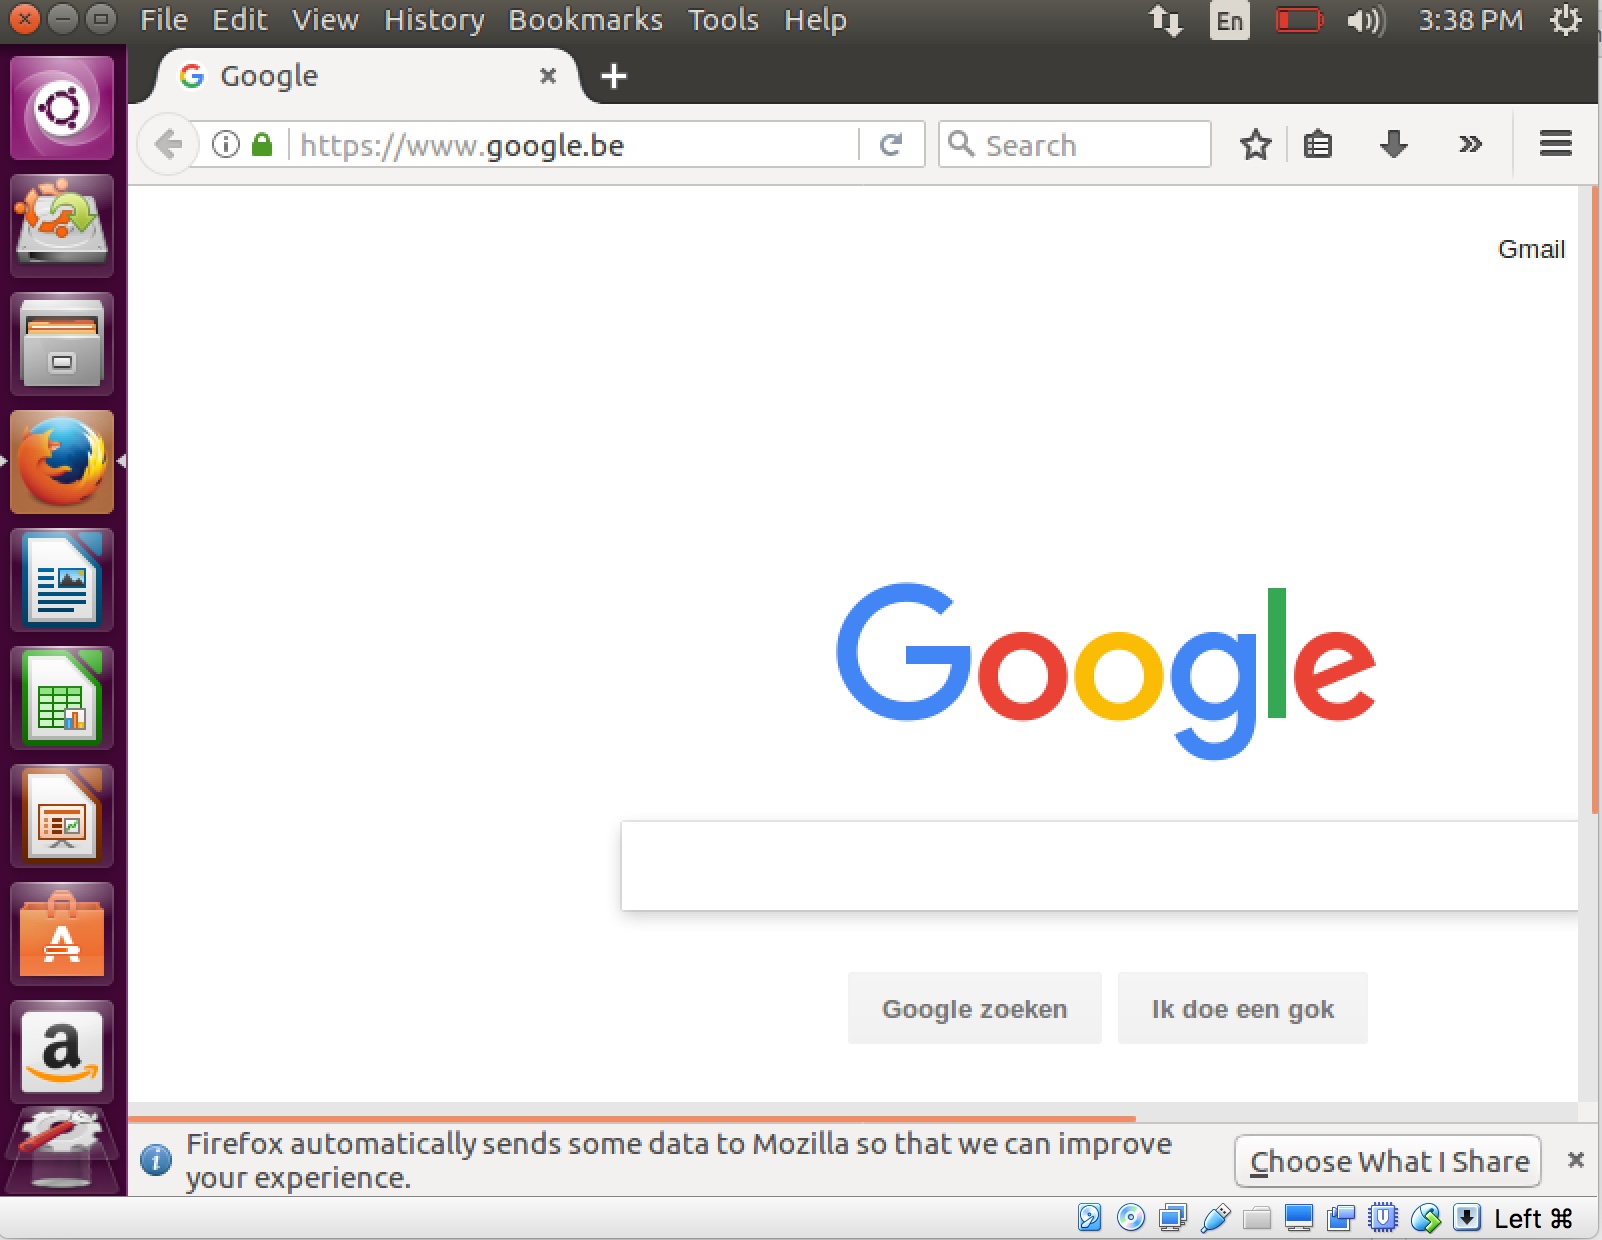 File Edit View History Bookmarks Tools Help En 3:38 PM
Google
https://www.google.be Search
Gmail
Google
Google zoeken Ik doe een gok
a
Firefox automatically sends some data to Mozilla so that we can improve
your experience.
Choose What I Share
Left ⌘